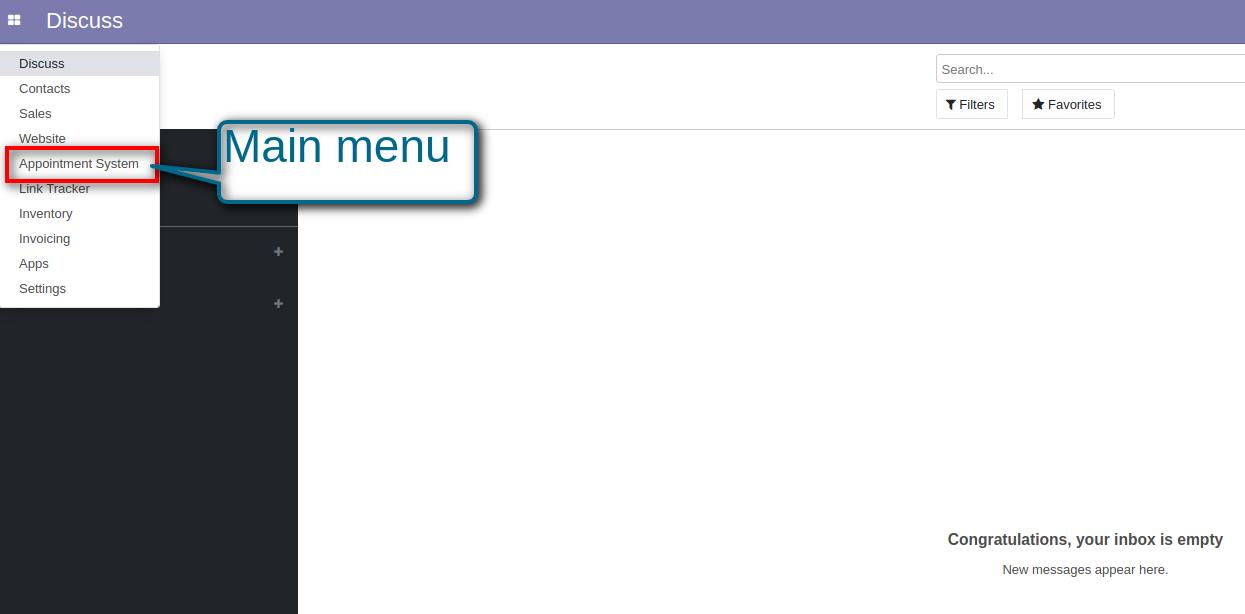 Discuss
Discuss
Contacts
Sales
Website
Appointment System
Link Tracker
Inventory
Invoicing
Apps
Settings
Main menu
Search...
Filters
Favorites
Congratulations, your inbox is empty
New messages appear here.